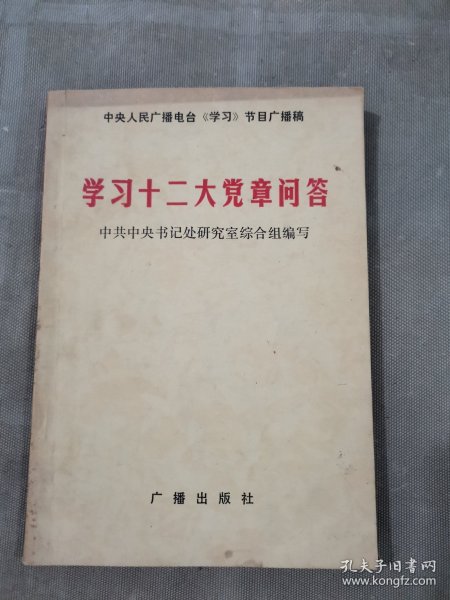 中央人民广播电台《学习》节目广播稿
学习十二大党章问答
中共中央书记处研究室综合组编写
广播出版社
孔夫子旧书网
www.kongfz.com